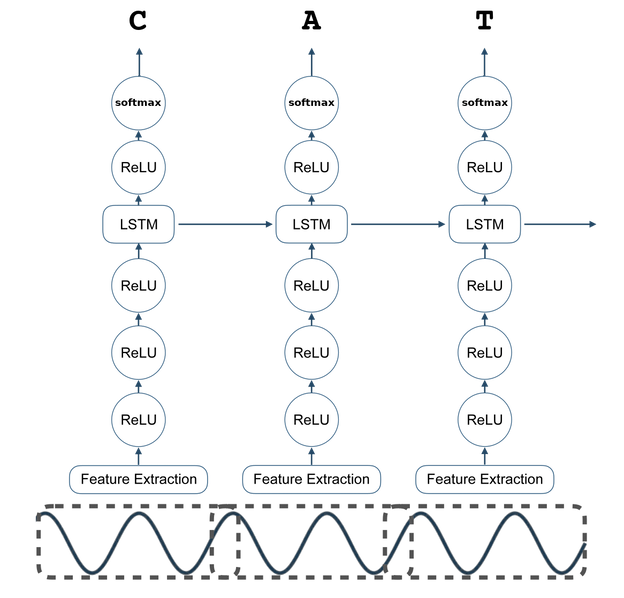 C A T
softmax softmax softmax
ReLU ReLU ReLU
LSTM LSTM LSTM
ReLU ReLU ReLU
ReLU ReLU ReLU
ReLU ReLU ReLU
Feature Extraction Feature Extraction Feature Extraction